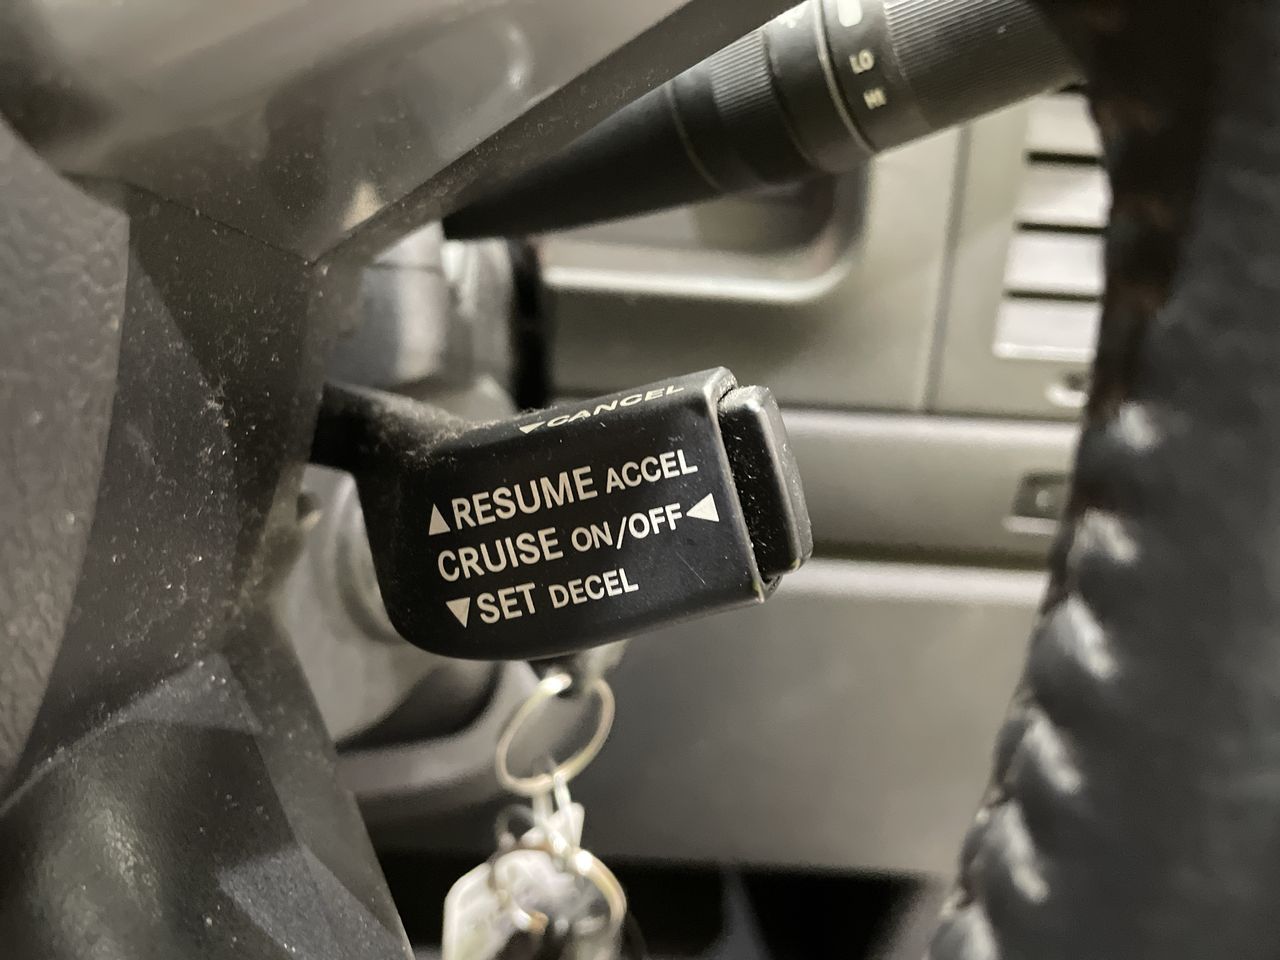 LO
HI
▼CANCEL
▲RESUME ACCEL
CRUISE ON/OFF◀
▼SET DECEL